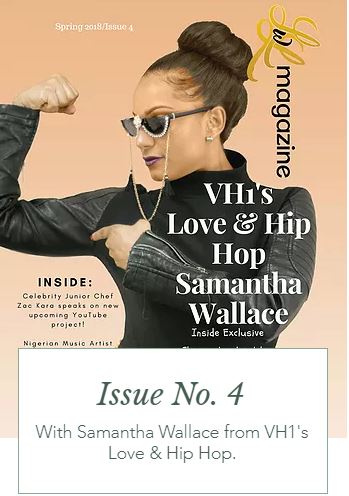 Spring 2018/Issue 4
magazine
VH1's
Love & Hip
Hop
Samantha
Wallace
Inside Exclusive
INSIDE:
Celebrity Junior Chef
Zac Kara speaks on new
upcoming YouTube
project!
Nigerian Music Artist
Issue No. 4
With Samantha Wallace from VH1's
Love & Hip Hop.